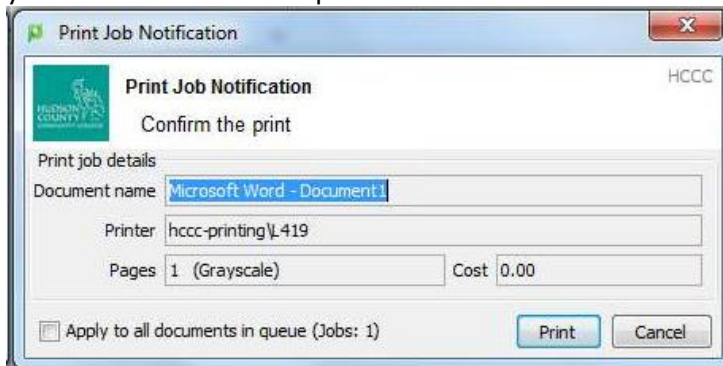 Print Job Notification
HCCC
HUDSON
COUNTY
Print Job Notification
Confirm the print
Print job details
Document name Microsoft Word - Document1
Printer hccc-printing\L419
Pages 1 (Grayscale) Cost 0.00
Apply to all documents in queue (Jobs: 1) Print Cancel